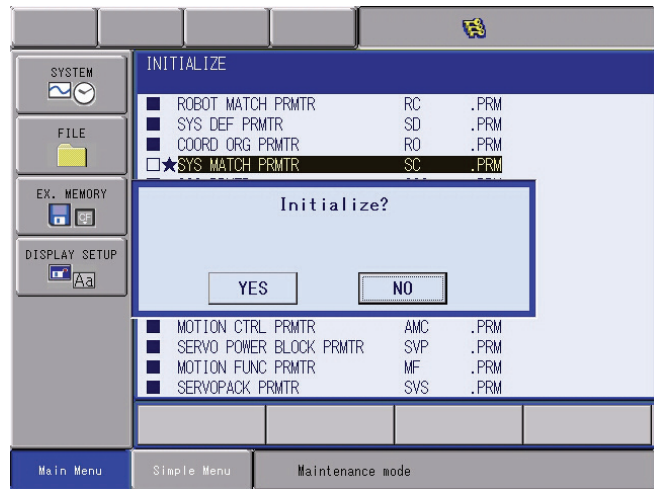 SYSTEM
FILE
EX. MEMORY
CF
DISPLAY SETUP
Aa
INITIALIZE
ROBOT MATCH PRMTR RC .PRM
SYS DEF PRMTR SD .PRM
COORD ORG PRMTR RO .PRM
★SYS MATCH PRMTR SC .PRM
Initialize?
YES NO
MOTION CTRL PRMTR AMC .PRM
SERVO POWER BLOCK PRMTR SVP .PRM
MOTION FUNC PRMTR MF .PRM
SERVOPACK PRMTR SVS .PRM
Main Menu Simple Menu Maintenance mode